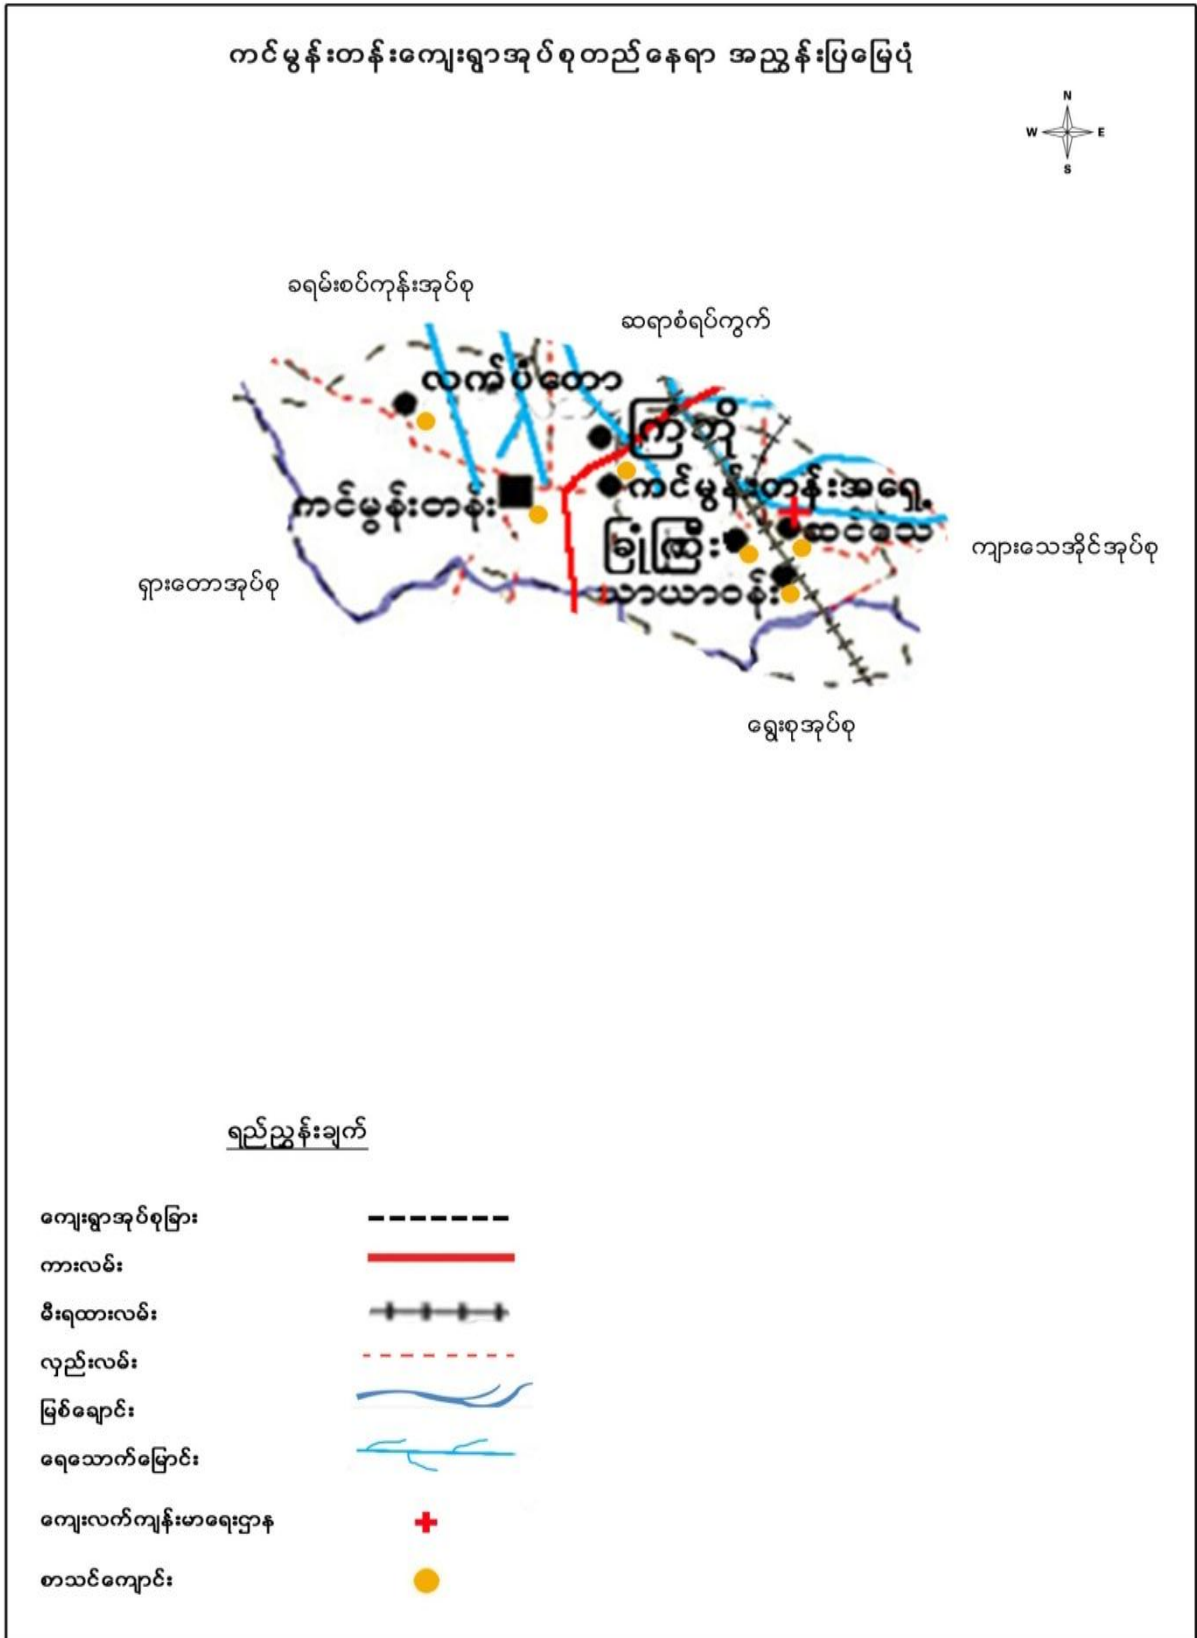 ကင်မွန်းတန်းကျေးရွာအုပ်စုတည်နေရာ အညွှန်းပြမြေပုံ
N
W E
S
ခရမ်းစပ်ကုန်းအုပ်စု
ဆရာစံရပ်ကွက်
လက်ပံတော
ကြံဘို
ကင်မွန်းတန်း
ကင်မွန်းတန်းအရှေ့
ခြုံကြီး
ဆင်သေ
သာယာဝန်း
ရှားတောအုပ်စု
ကျားသေအိုင်အုပ်စု
ရွှေးစုအုပ်စု
ရည်ညွှန်းချက်
ကျေးရွာအုပ်စုခြား
ကားလမ်း
မီးရထားလမ်း
လှည်းလမ်း
မြစ်ချောင်း
ရေသောက်မြောင်း
ကျေးလက်ကျန်းမာရေးဌာန
စာသင်ကျောင်း